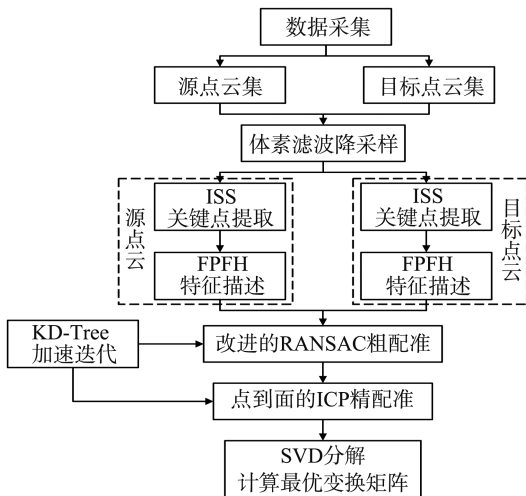 数据采集
源点云集
目标点云集
体素滤波降采样
源点云
ISS
关键点提取
FPFH
特征描述
ISS
关键点提取
FPFH
特征描述
目标点云
KD-Tree
加速迭代
改进的RANSAC粗配准
点到面的ICP精配准
SVD分解
计算最优变换矩阵